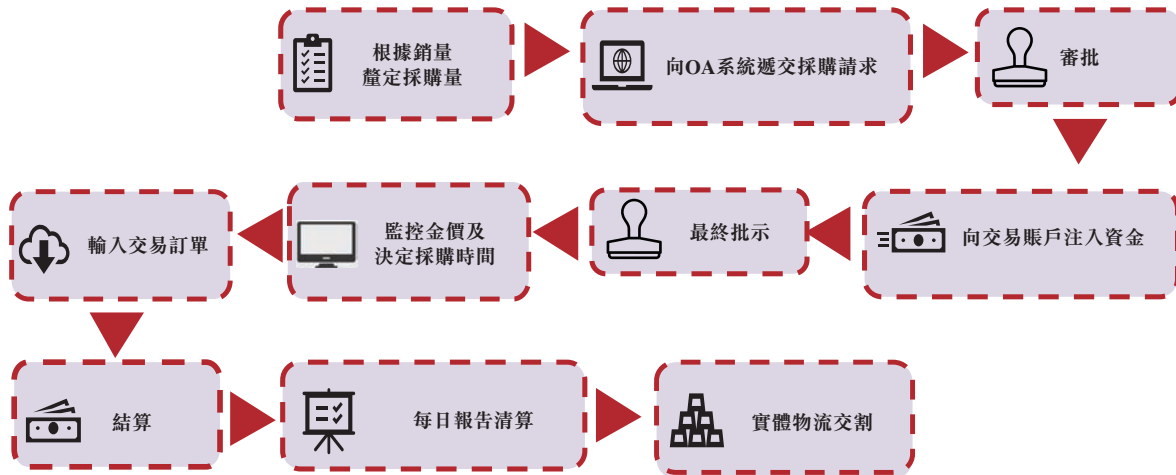 根據銷量
釐定採購量
向OA系統遞交採購請求
審批
向交易賬戶注入資金
最終批示
監控金價及
決定採購時間
輸入交易訂單
結算
每日報告清算
實體物流交割